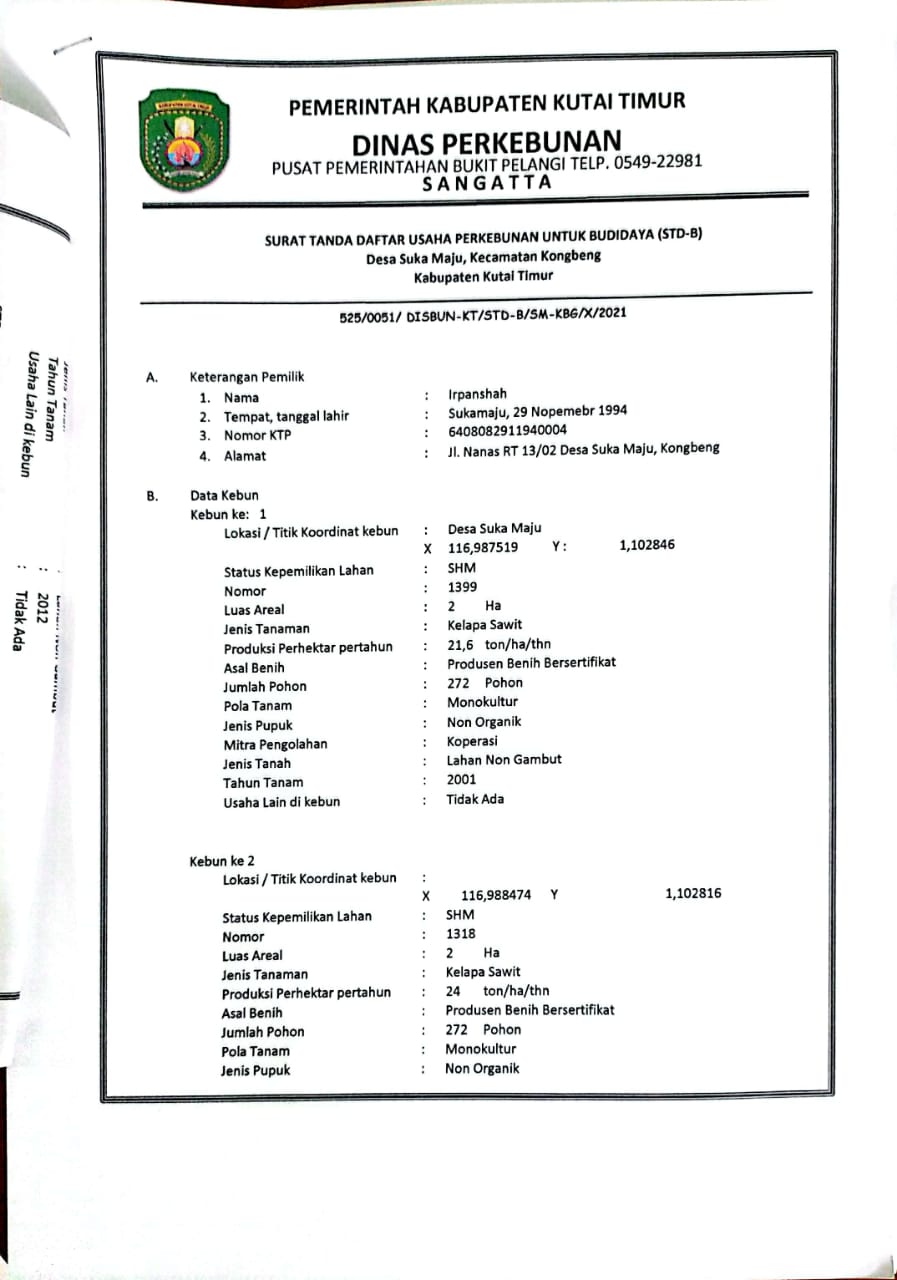 KABUPATEN KUTAI TIMUR
PEMERINTAH KABUPATEN KUTAI TIMUR
DINAS PERKEBUNAN
PUSAT PEMERINTAHAN BUKIT PELANGI TELP. 0549-22981
SANGATTA
SURAT TANDA DAFTAR USAHA PERKEBUNAN UNTUK BUDIDAYA (STD-B)
Desa Suka Maju, Kecamatan Kongbeng
Kabupaten Kutai Timur
525/0051/ DISBUN-KT/STD-B/SM-KBG/X/2021
A. Keterangan Pemilik
1. Nama : Irpanshah
2. Tempat, tanggal lahir : Sukamaju, 29 Nopemebr 1994
3. Nomor KTP : 6408082911940004
4. Alamat : Jl. Nanas RT 13/02 Desa Suka Maju, Kongbeng
B. Data Kebun
Kebun ke: 1
Lokasi / Titik Koordinat kebun : Desa Suka Maju
X 116,987519 Y : 1,102846
Status Kepemilikan Lahan : SHM
Nomor : 1399
Luas Areal : 2 Ha
Jenis Tanaman : Kelapa Sawit
Produksi Perhektar pertahun : 21,6 ton/ha/thn
Asal Benih : Produsen Benih Bersertifikat
Jumlah Pohon : 272 Pohon
Pola Tanam : Monokultur
Jenis Pupuk : Non Organik
Mitra Pengolahan : Koperasi
Jenis Tanah : Lahan Non Gambut
Tahun Tanam : 2001
Usaha Lain di kebun : Tidak Ada
Kebun ke 2
Lokasi / Titik Koordinat kebun :
X 116,988474 Y 1,102816
Status Kepemilikan Lahan : SHM
Nomor : 1318
Luas Areal : 2 Ha
Jenis Tanaman : Kelapa Sawit
Produksi Perhektar pertahun : 24 ton/ha/thn
Asal Benih : Produsen Benih Bersertifikat
Jumlah Pohon : 272 Pohon
Pola Tanam : Monokultur
Jenis Pupuk : Non Organik
Tahun Tanam : 2012
Usaha Lain di kebun : Tidak Ada